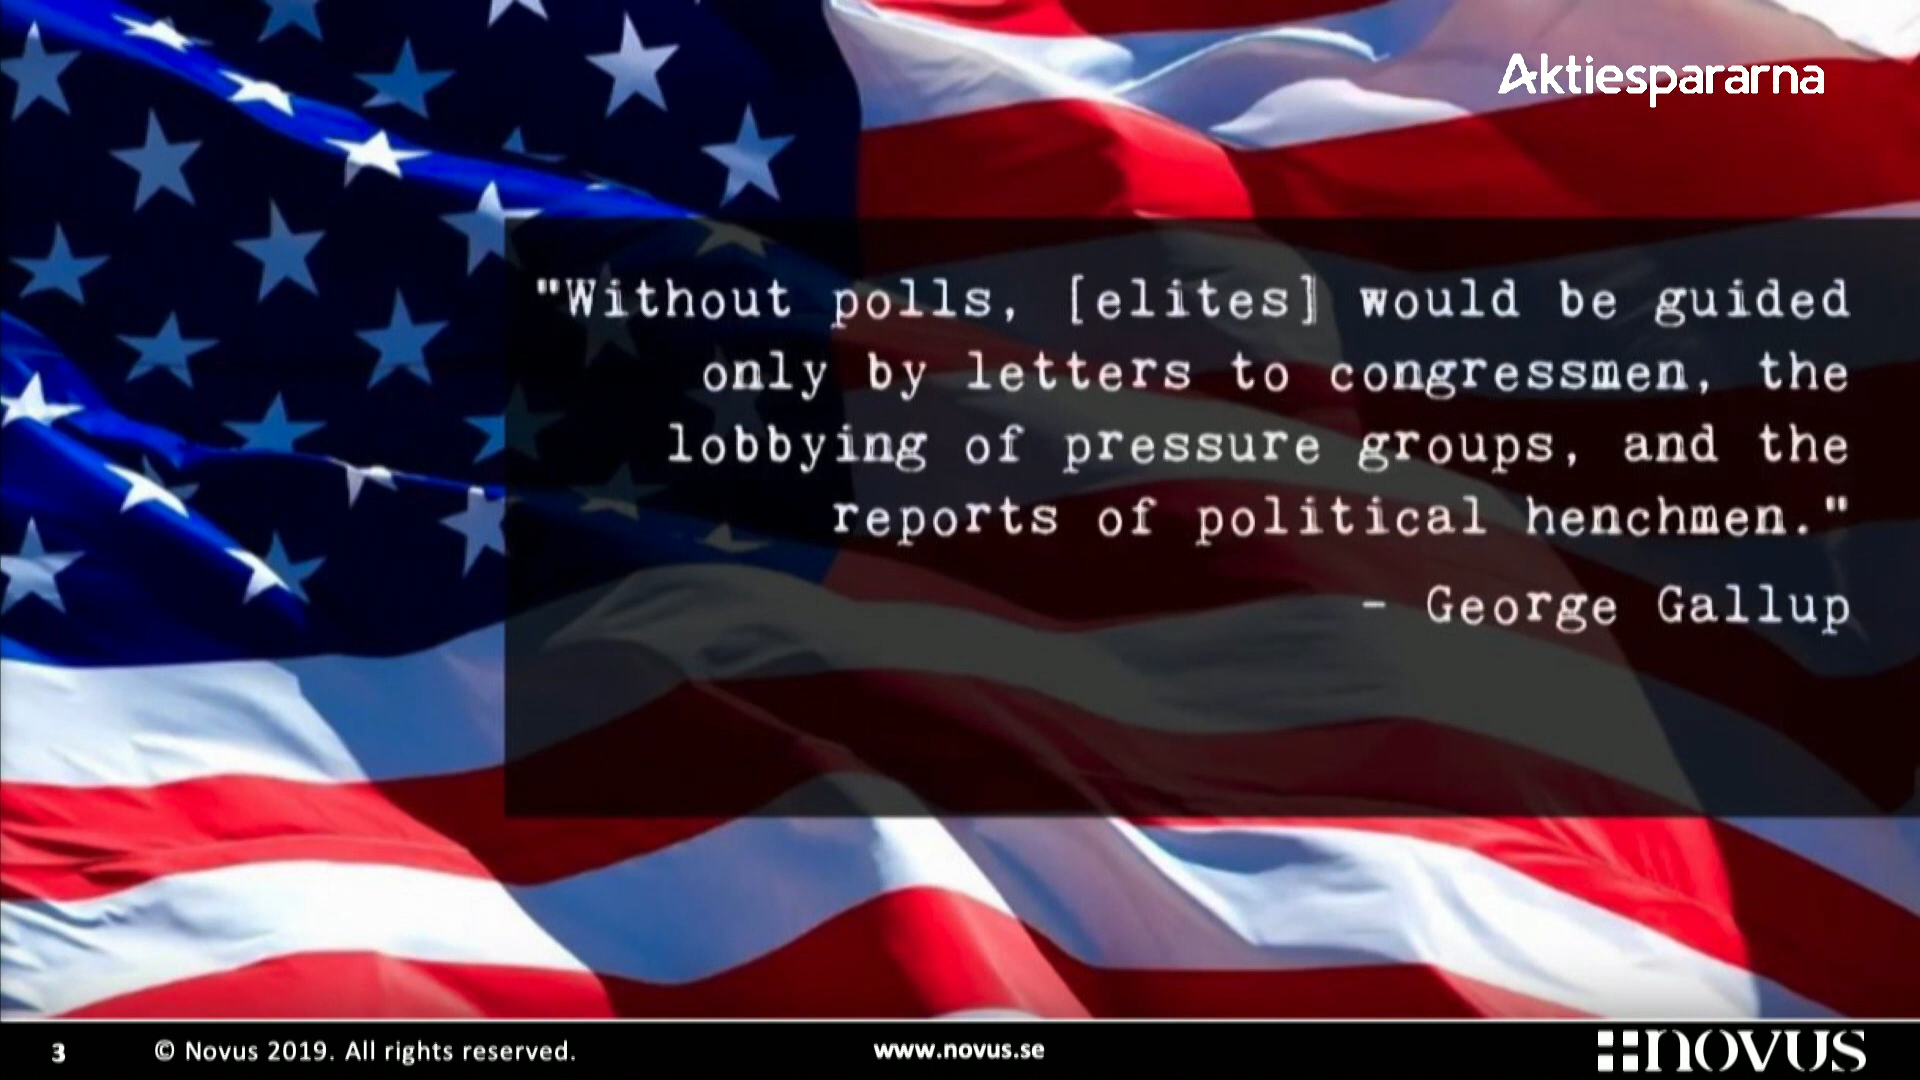 Aktiespararna
"Without polls, [elites] would be guided
only by letters to congressmen, the
lobbying of pressure groups, and the
reports of political henchmen."
- George Gallup
3
© Novus 2019. All rights reserved.
www.novus.se
novus